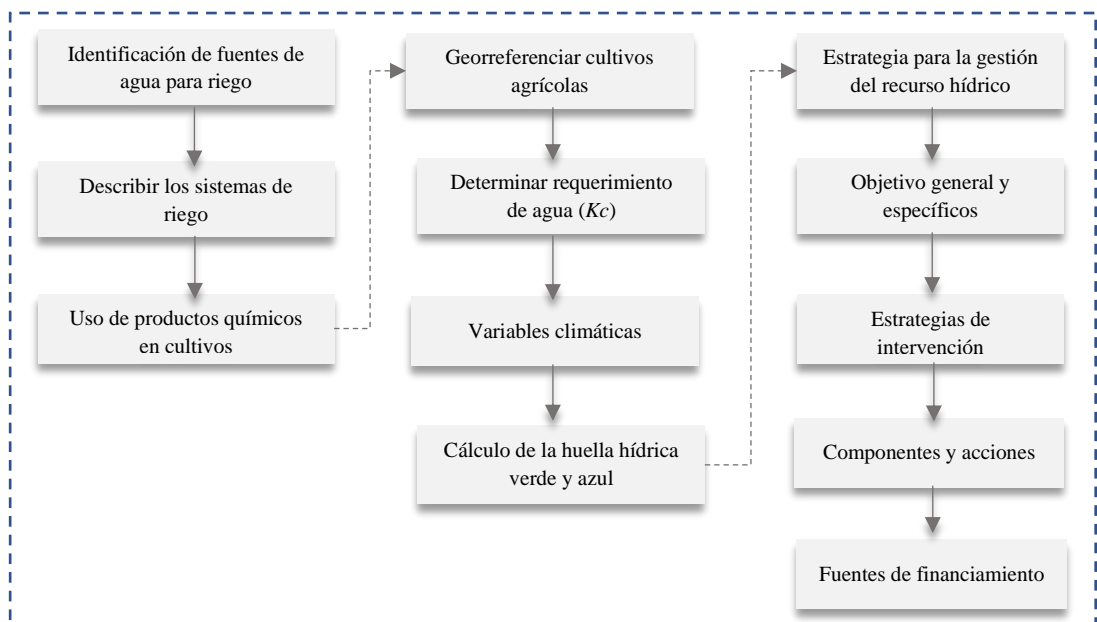 Identificación de fuentes de
agua para riego
Describir los sistemas de
riego
Uso de productos químicos
en cultivos
Georreferenciar cultivos
agrícolas
Determinar requerimiento
de agua (Kc)
Variables climáticas
Cálculo de la huella hídrica
verde y azul
Estrategia para la gestión
del recurso hídrico
Objetivo general y
específicos
Estrategias de
intervención
Componentes y acciones
Fuentes de financiamiento